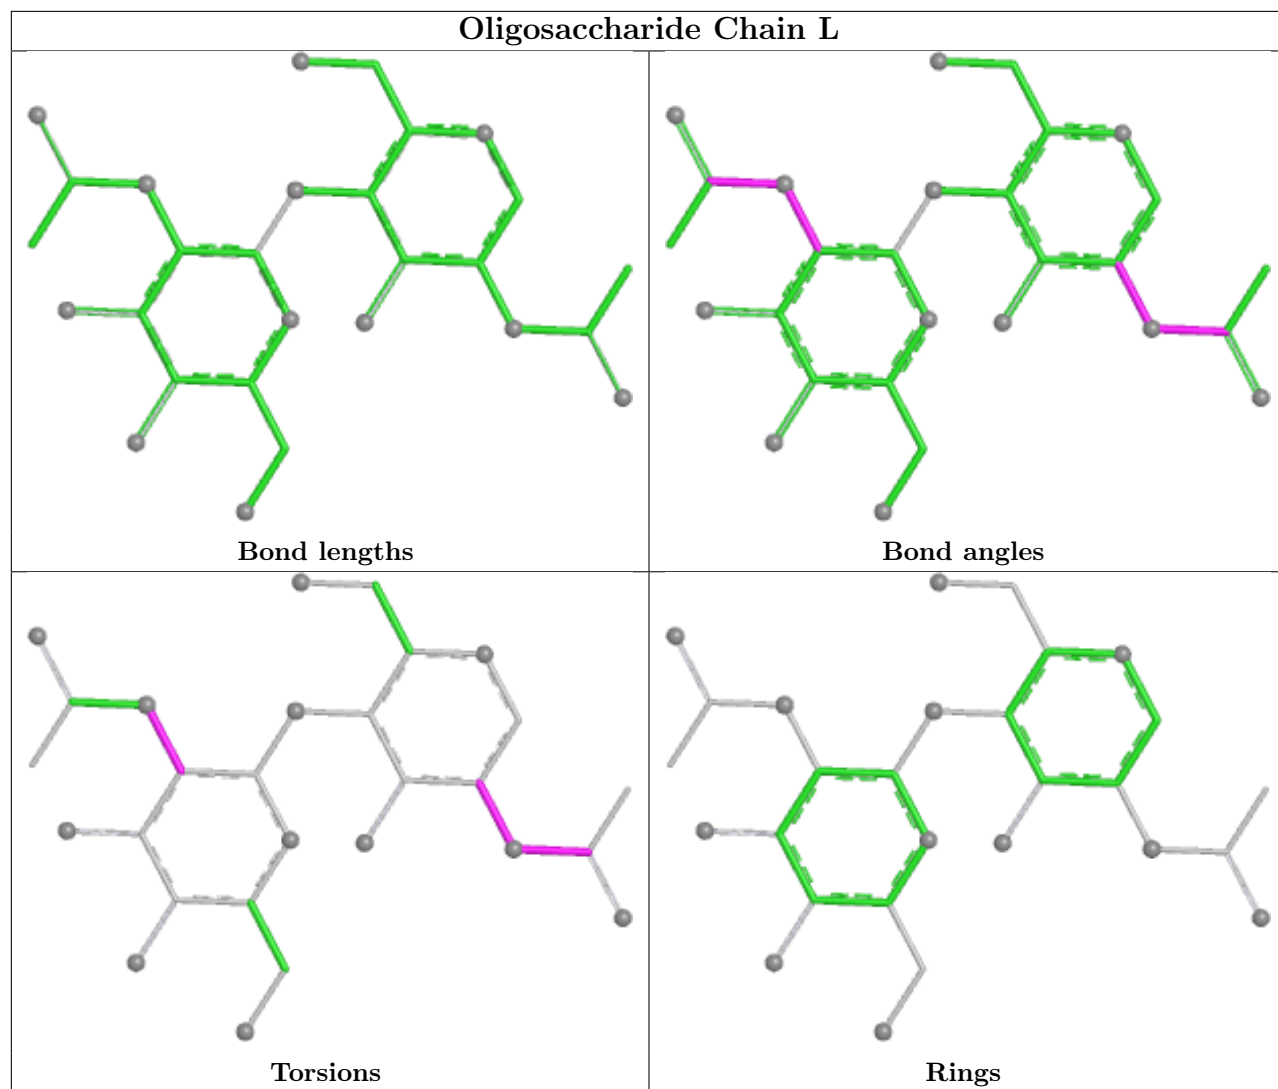 Oligosaccharide Chain L
Bond lengths
Bond angles
Torsions
Rings